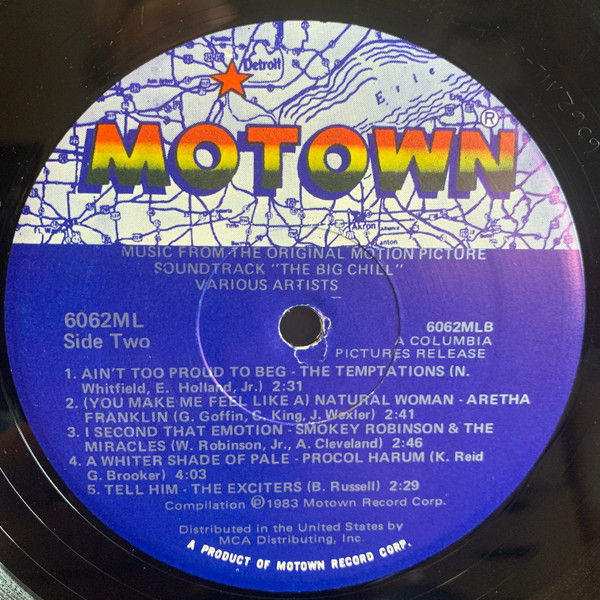 Detroit
Erie
MOTOWN®
Akron
Canton
MUSIC FROM THE ORIGINAL MOTION PICTURE
SOUNDTRACK "THE BIG CHILL"
VARIOUS ARTISTS
6062ML
Side Two
6062MLB
A COLUMBIA
PICTURES RELEASE
1. AIN'T TOO PROUD TO BEG - THE TEMPTATIONS (N.
Whitfield, E. Holland, Jr.) 2:31
2. (YOU MAKE ME FEEL LIKE A) NATURAL WOMAN - ARETHA
FRANKLIN (G. Goffin, C. King, J. Wexler) 2:41
3. I SECOND THAT EMOTION - SMOKEY ROBINSON & THE
MIRACLES (W. Robinson, Jr., A. Cleveland) 2:46
4. A WHITER SHADE OF PALE - PROCOL HARUM (K. Reid
G. Brooker) 4:03
5. TELL HIM - THE EXCITERS (B. Russell) 2:29
Compilation ℗1983 Motown Record Corp.
Distributed in the United States by
MCA Distributing, Inc
A PRODUCT OF MOTOWN RECORD CORP.